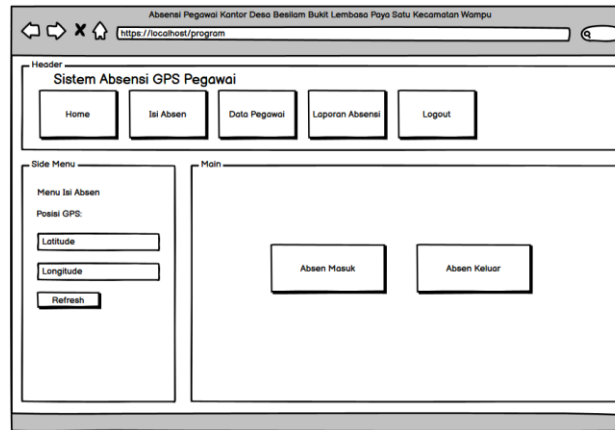 Absensi Pegawai Kantor Desa Besilam Bukit Lembasa Paya Satu Kecamatan Wampu
https://localhost/program
Header
Sistem Absensi GPS Pegawai
Home
Isi Absen
Data Pegawai
Laporan Absensi
Logout
Side Menu
Menu Isi Absen
Posisi GPS:
Latitude
Longitude
Refresh
Main
Absen Masuk
Absen Keluar